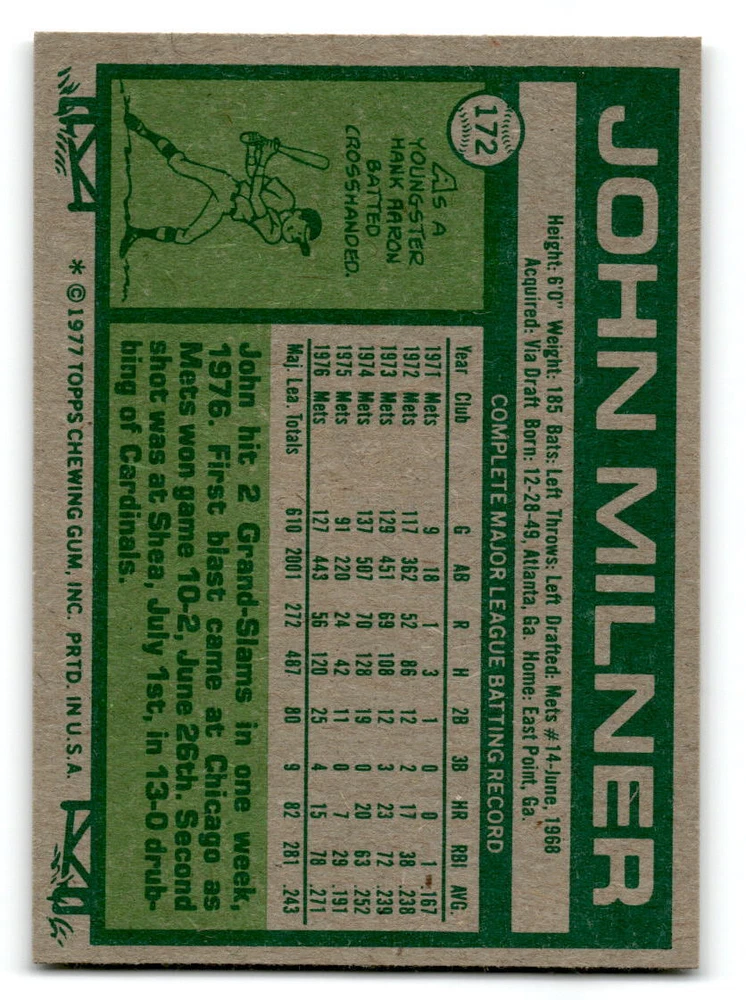 172
JOHN MILNER
Height: 6'0" Weight: 185 Bats: Left Throws: Left Drafted: Mets #14-June, 1968
Acquired: Via Draft Born: 12-28-49, Atlanta, Ga. Home: East Point, Ga.
COMPLETE MAJOR LEAGUE BATTING RECORD
As A
YOUNGSTER
HANK AARON
BATTED
CROSSHANDED.
Year Club G AB R H 2B 3B HR RBI AVG.
1971 Mets 9 18 1 3 1 0 0 1 .167
1972 Mets 117 362 52 86 12 2 17 38 .238
1973 Mets 129 451 69 108 12 3 23 72 .239
1974 Mets 137 507 70 128 19 0 20 63 .252
1975 Mets 91 220 24 42 11 0 7 29 .191
1976 Mets 127 443 56 120 25 4 15 78 .271
Maj. Lea. Totals 610 2001 272 487 80 9 82 281 .243
John hit 2 Grand-Slams in one week,
1976. First blast came at Chicago as
Mets won game 10-2, June 26th. Second
shot was at Shea, July 1st, in 13-0 drub-
bing of Cardinals.
* © 1977 TOPPS CHEWING GUM, INC. PRTD. IN U.S.A.